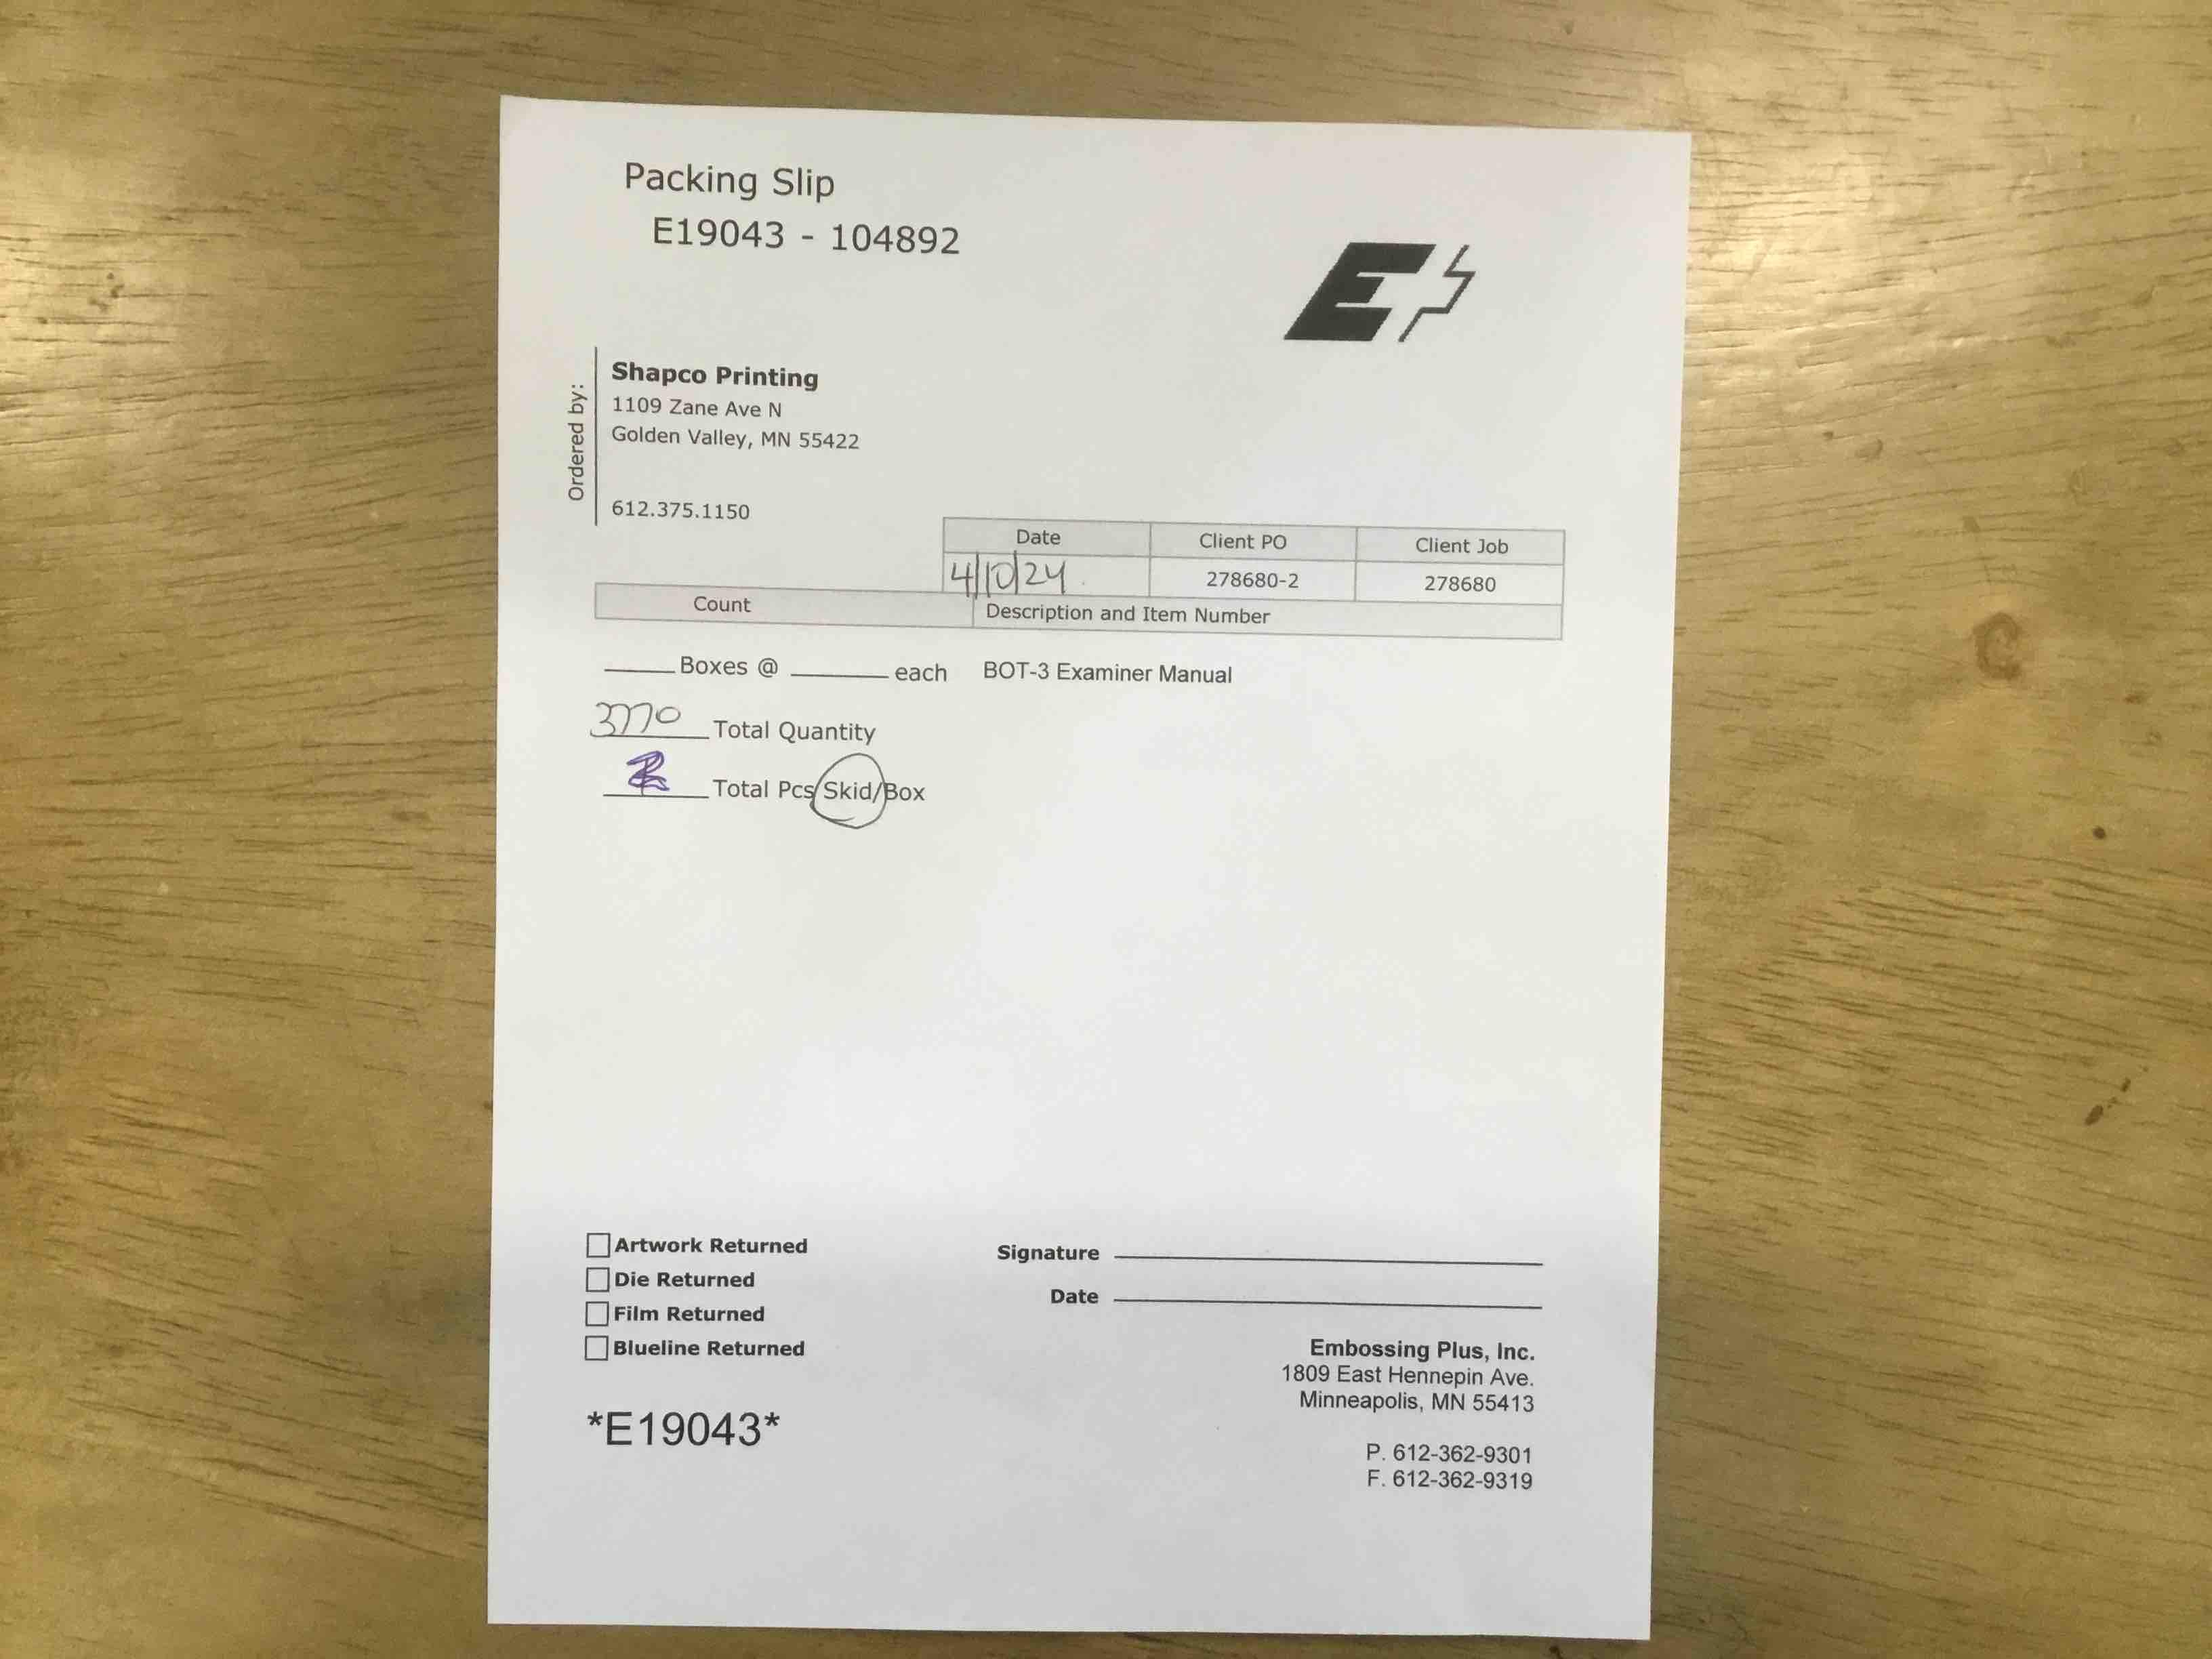 Packing Slip
E19043 - 104892
E
Ordered by:
Shapco Printing
1109 Zane Ave N
Golden Valley, MN 55422
612.375.1150
Date Client PO Client Job
4/10/24 278680-2 278680
Count Description and Item Number
Boxes @ each BOT-3 Examiner Manual
3770 Total Quantity
Total Pcs/Skid/Box
Artwork Returned
Die Returned
Film Returned
Blueline Returned
Signature
Date
Embossing Plus, Inc.
1809 East Hennepin Ave.
Minneapolis, MN 55413
P. 612-362-9301
F. 612-362-9319
*E19043*